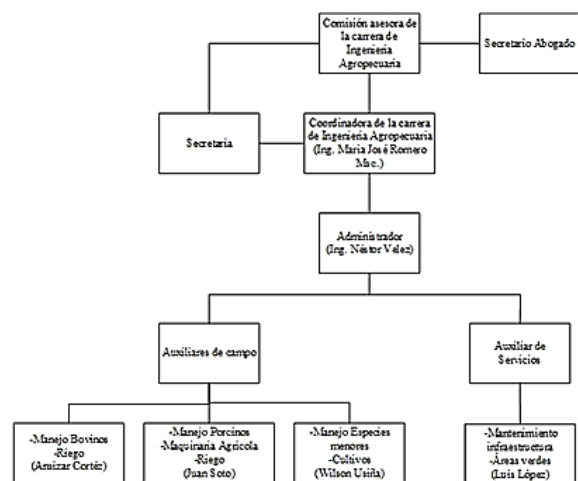 Comisión asesora de
la carrera de
Ingeniería
Agropecuaria
Secretario Abogado
Secretaria
Coordinadora de la carrera
de Ingeniería Agropecuaria
(Ing. Maria José Romero
Msc.)
Administrador
(Ing. Néstor Velez)
Auxiliares de campo
Auxiliar de
Servicios
-Manejo Bovinos
-Riego
(Cortéz)
-Manejo Porcinos
-Maquinaria Agrícola
-Riego
(Juan Soto)
-Manejo Especies
menores
-Cultivos
(Wilson Usiña)
-Mantenimiento
infraestructura
-Áreas verdes
(Luis López)